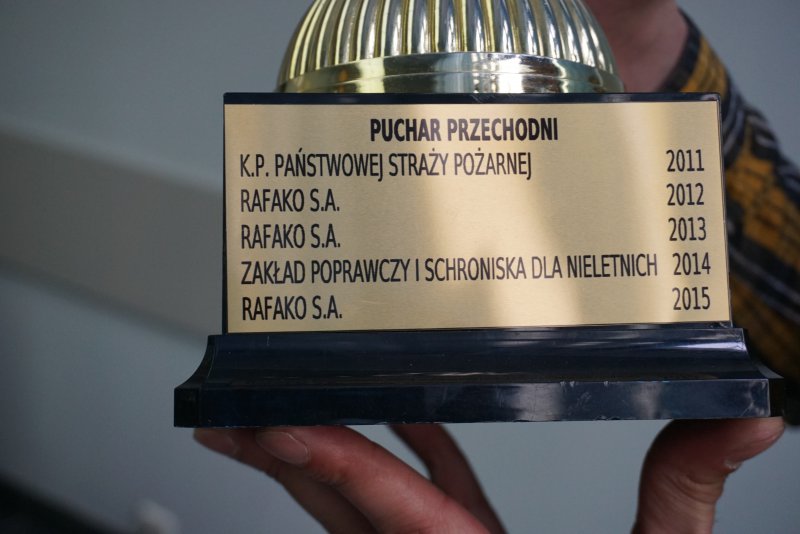 PUCHAR PRZECHODNI
K.P. PAŃSTWOWEJ STRAŻY POŻARNEJ 2011
RAFAKO S.A. 2012
RAFAKO S.A. 2013
ZAKŁAD POPRAWCZY I SCHRONISKA DLA NIELETNICH 2014
RAFAKO S.A. 2015